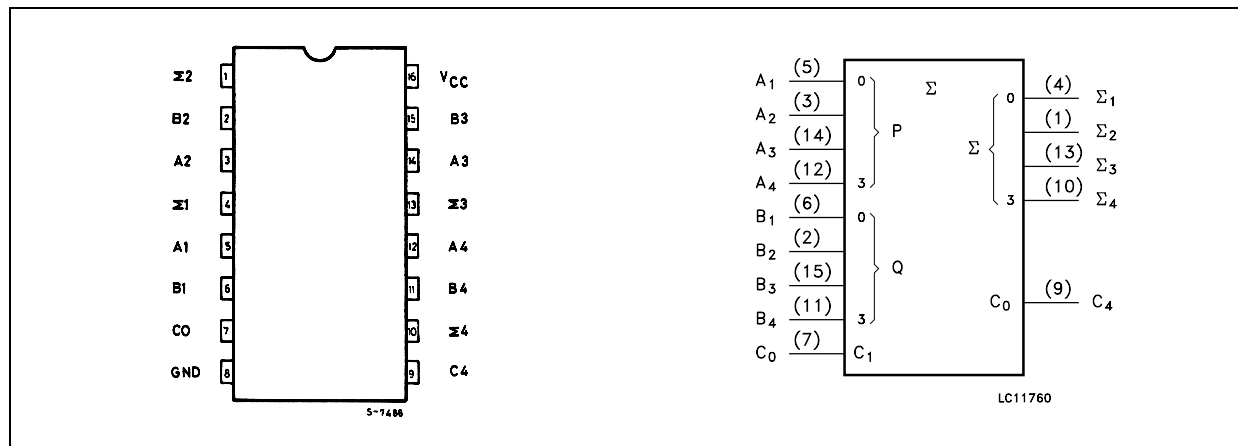 Σ2 1 16 VCC
B2 2 15 B3
A2 3 14 A3
Σ1 4 13 Σ3
A1 5 12 A4
B1 6 11 B4
CO 7 10 Σ4
GND 8 9 C4
S-7486
A1 (5) 0 Σ
A2 (3) P
A3 (14)
A4 (12) 3
B1 (6) 0
B2 (2) Q
B3 (15)
B4 (11) 3
C0 (7) C1
0 (4) Σ1
Σ (1) Σ2
(13) Σ3
3 (10) Σ4
C0 (9) C4
LC11760